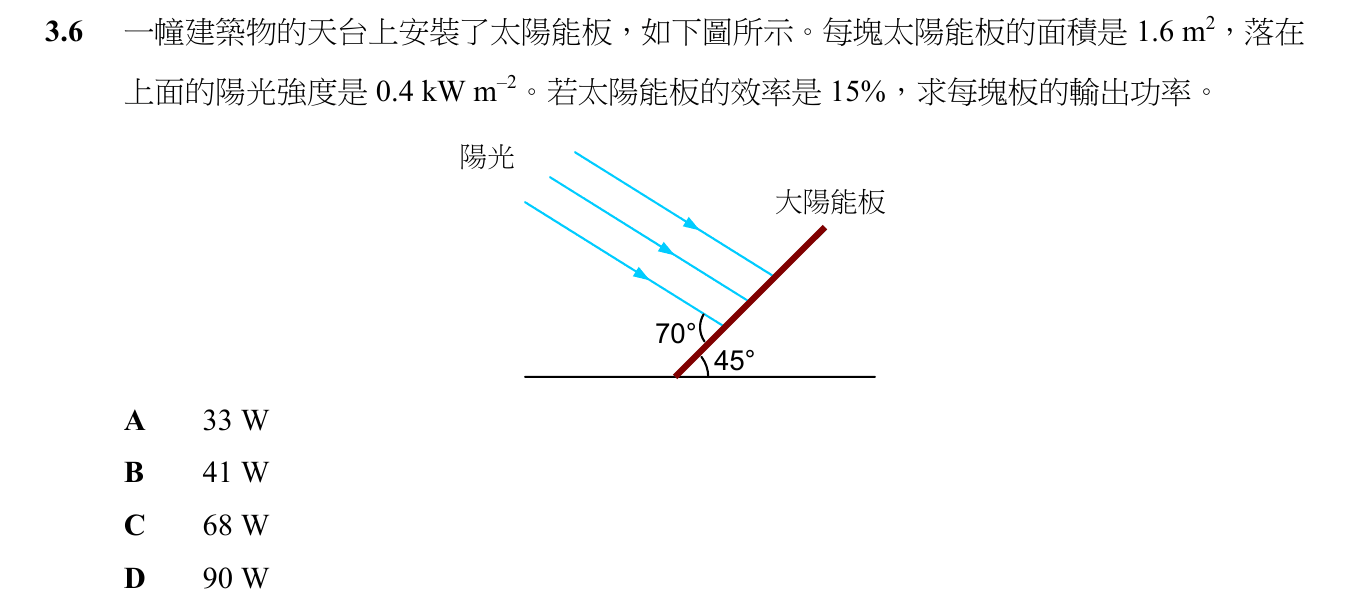 3.6 一幢建築物的天台上安裝了太陽能板，如下圖所示。每塊太陽能板的面積是 1.6 m²，落在
上面的陽光強度是 0.4 kW m⁻²。若太陽能板的效率是 15%，求每塊板的輸出功率。
陽光
大陽能板
70°
45°
A 33 W
B 41 W
C 68 W
D 90 W